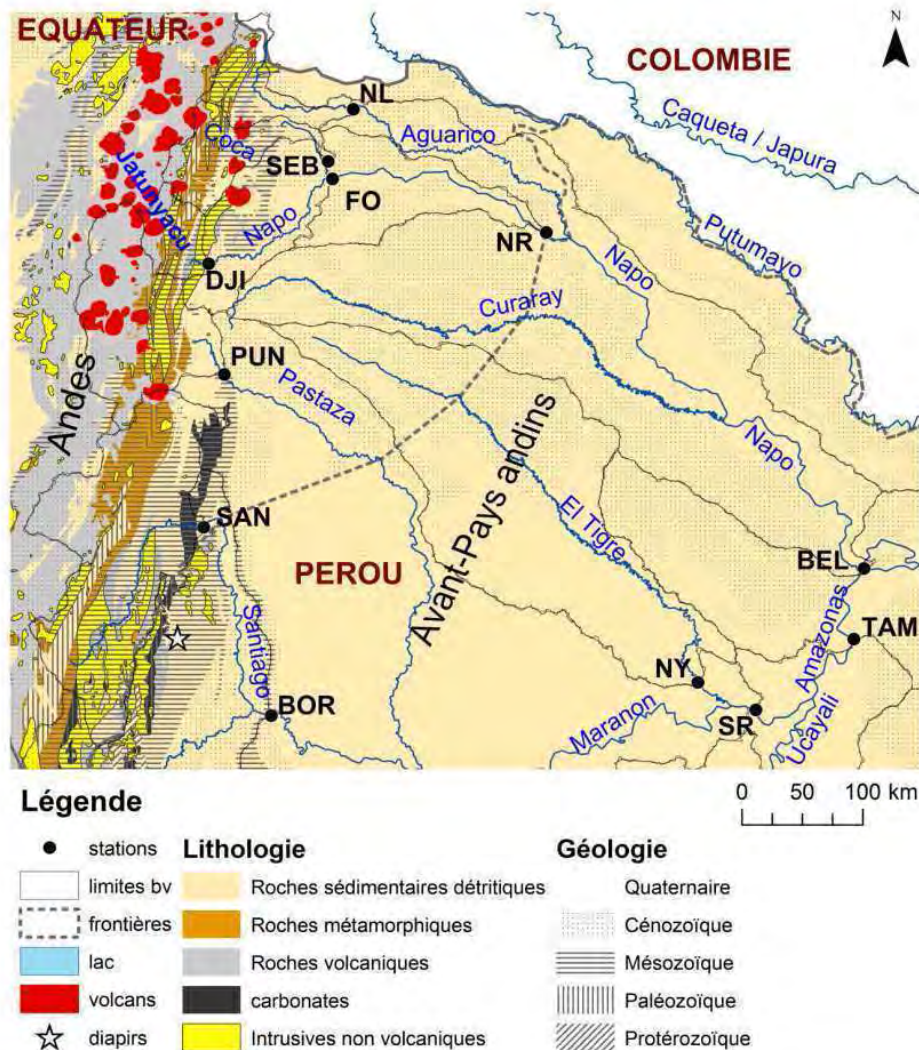 EQUATEUR
N
COLOMBIE
NL
Caqueta / Japura
Aguarico
Coca
SEB
Jatunyacu
FO
Putumayo
Napo
NR
DJI
Napo
Curaray
PUN
Andes
Pastaza
Avant-Pays andins
Napo
El Tigre
SAN
PEROU
BEL
TAM
Santiago
Amazonas
NY
BOR
SR
Maranon
Ucayali
0 50 100 km
Légende
stations
limites bv
frontières
lac
volcans
diapirs
Lithologie
Roches sédimentaires détritiques
Roches métamorphiques
Roches volcaniques
carbonates
Intrusives non volcaniques
Géologie
Quaternaire
Cénozoïque
Mésozoïque
Paléozoïque
Protérozoïque